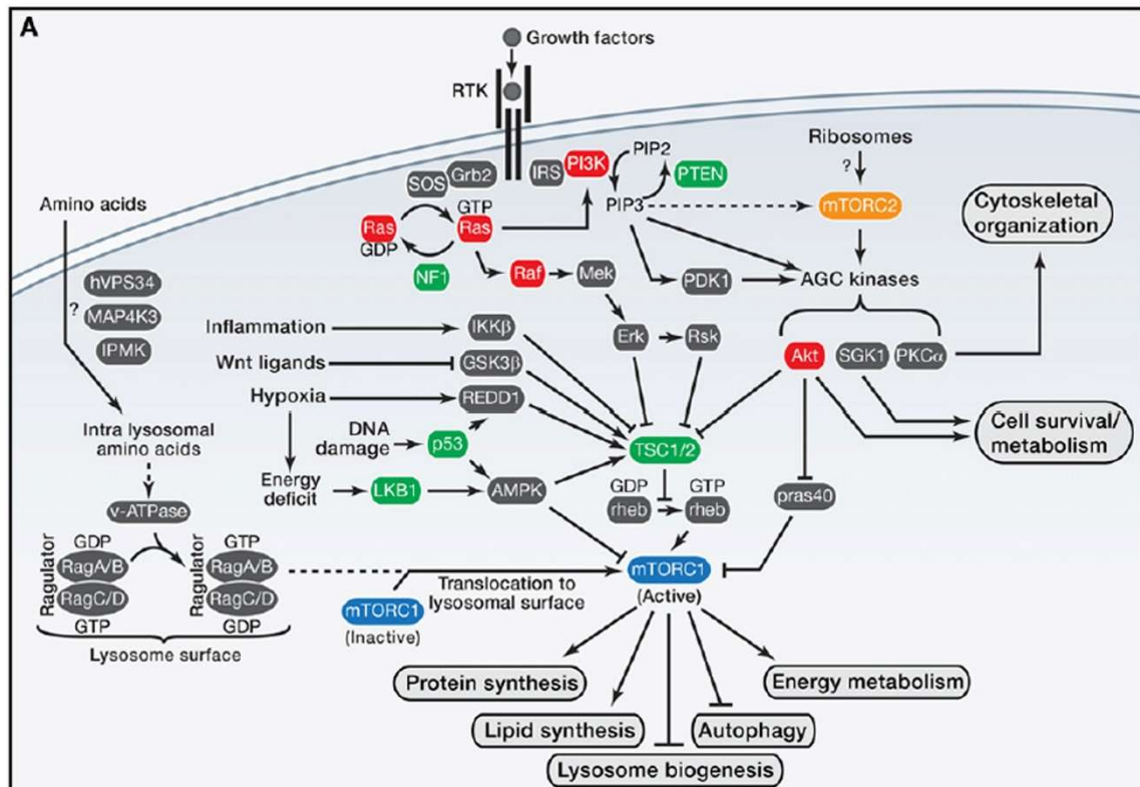 A
Growth factors
RTK
Ribosomes
?
PIP2
PI3K
IRS
PTEN
Grb2
SOS
Amino acids
GTP
PIP3
mTORC2
Cytoskeletal
organization
Ras
Ras
GDP
NF1
Raf
Mek
PDK1
AGC kinases
hVPS34
?
MAP4K3
IPMK
Inflammation
IKKβ
Erk
Rsk
Wnt ligands
GSK3β
Akt
SGK1
PKCα
Hypoxia
REDD1
DNA
damage
p53
TSC1/2
Cell survival/
metabolism
Intra lysosomal
amino acids
Energy
deficit
LKB1
AMPK
GDP
rheb
GTP
rheb
pras40
v-ATPase
Ragulator
GDP
RagA/B
RagC/D
GTP
Ragulator
GTP
RagA/B
RagC/D
GDP
Translocation to
lysosomal surface
mTORC1
(Inactive)
mTORC1
(Active)
Lysosome surface
Protein synthesis
Energy metabolism
Lipid synthesis
Autophagy
Lysosome biogenesis